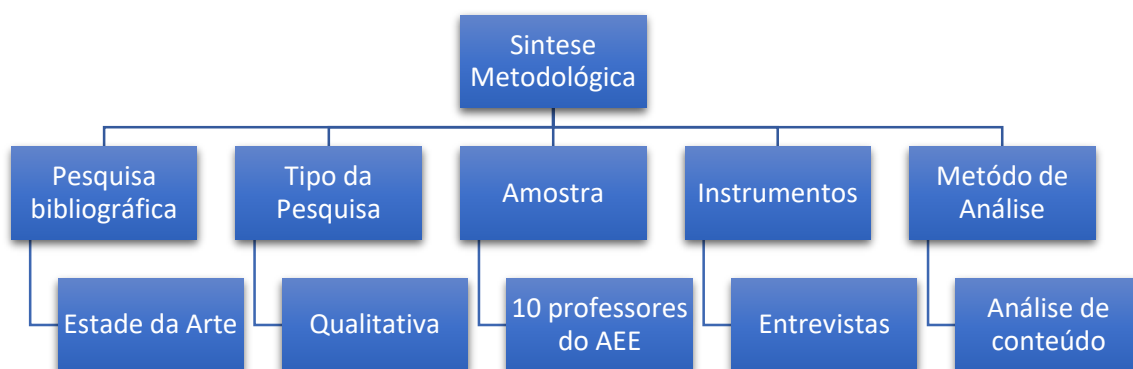 Sintese
Metodológica
Pesquisa
bibliográfica
Tipo da
Pesquisa
Amostra
Instrumentos
Metódo de
Análise
Estade da Arte
Qualitativa
10 professores
do AEE
Entrevistas
Análise de
conteúdo